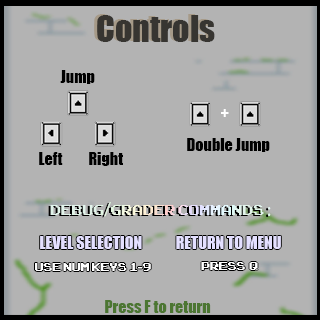 Controls
Jump
+
Left Right
Double Jump
DEBUG/GRADER COMMANDS:
LEVEL SELECTION RETURN TO MENU
USE NUM KEYS 1-9 PRESS Q
Press F to return